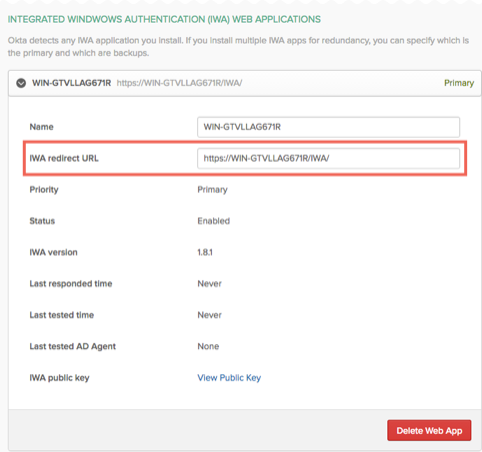 INTEGRATED WINDWOWS AUTHENTICATION (IWA) WEB APPLICATIONS
Okta detects any IWA application you install. If you install multiple IWA apps for redundancy, you can specify which is
the primary and which are backups.
WIN-GTVLLAG671R https://WIN-GTVLLAG671R/IWA/ Primary
Name WIN-GTVLLAG671R
IWA redirect URL https://WIN-GTVLLAG671R/IWA/
Priority Primary
Status Enabled
IWA version 1.8.1
Last responded time Never
Last tested time Never
Last tested AD Agent None
IWA public key View Public Key
Delete Web App